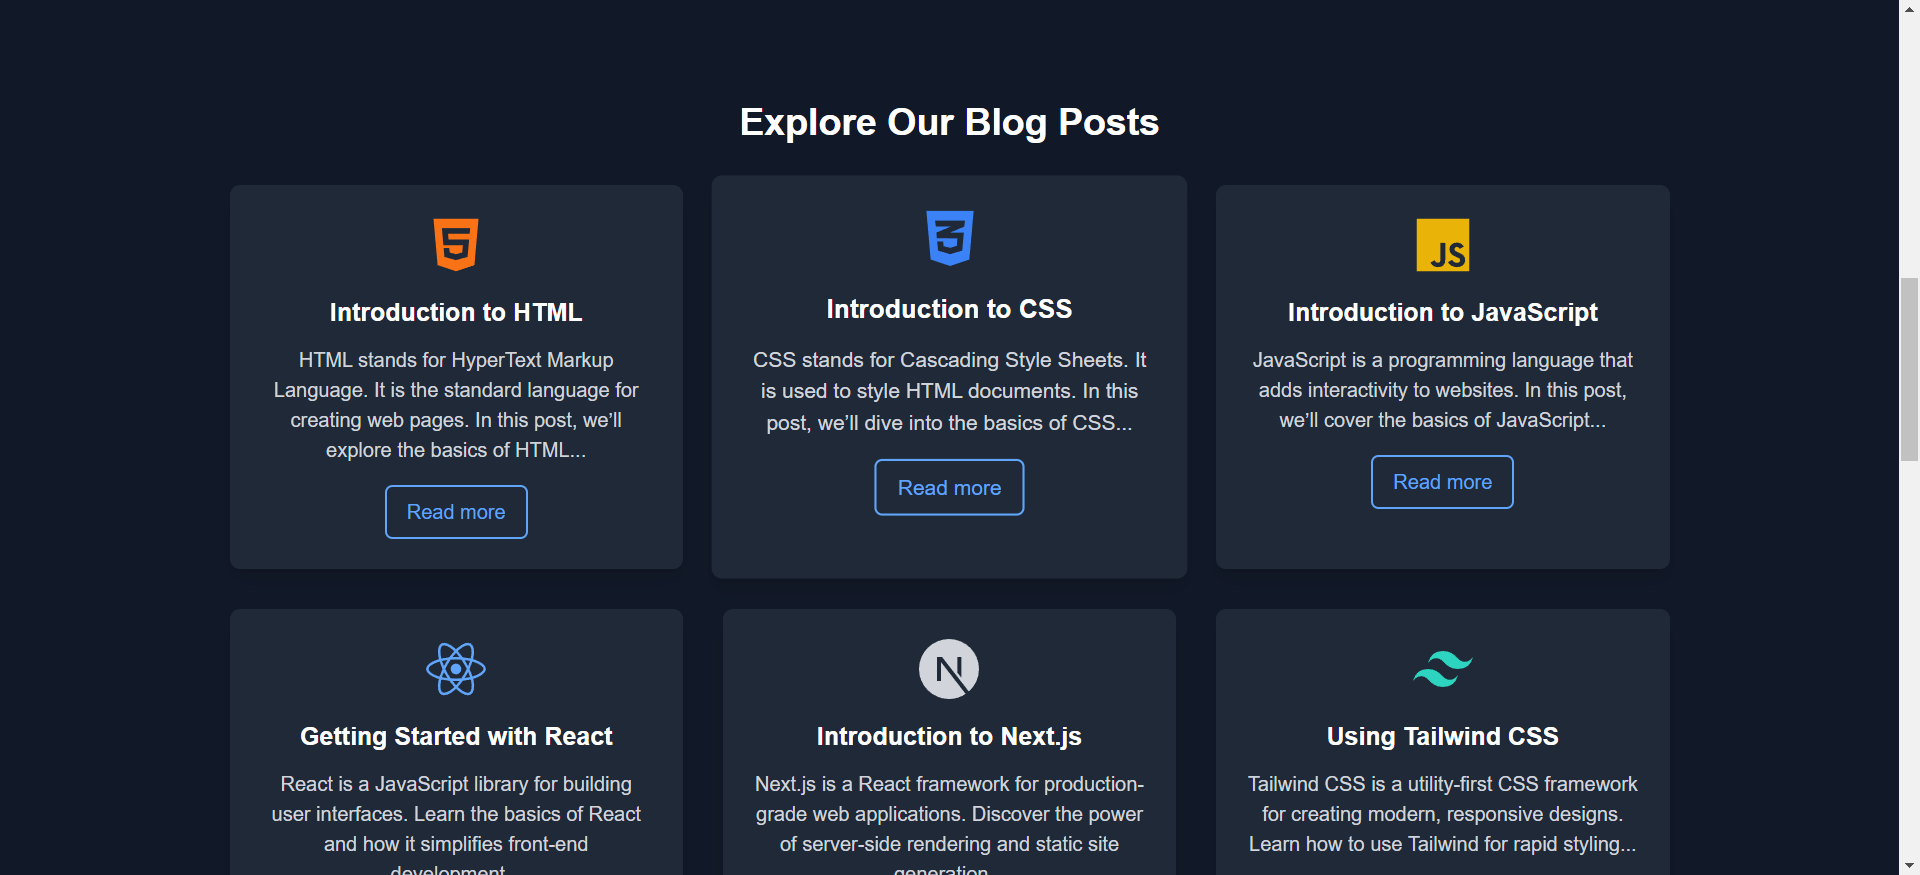 Explore Our Blog Posts
Introduction to HTML
HTML stands for HyperText Markup
Language. It is the standard language for
creating web pages. In this post, we’ll
explore the basics of HTML...
Read more
Introduction to CSS
CSS stands for Cascading Style Sheets. It
is used to style HTML documents. In this
post, we’ll dive into the basics of CSS...
Read more
JS
Introduction to JavaScript
JavaScript is a programming language that
adds interactivity to websites. In this post,
we’ll cover the basics of JavaScript...
Read more
Getting Started with React
React is a JavaScript library for building
user interfaces. Learn the basics of React
and how it simplifies front-end
development
N
Introduction to Next.js
Next.js is a React framework for production-
grade web applications. Discover the power
of server-side rendering and static site
generation
Using Tailwind CSS
Tailwind CSS is a utility-first CSS framework
for creating modern, responsive designs.
Learn how to use Tailwind for rapid styling...